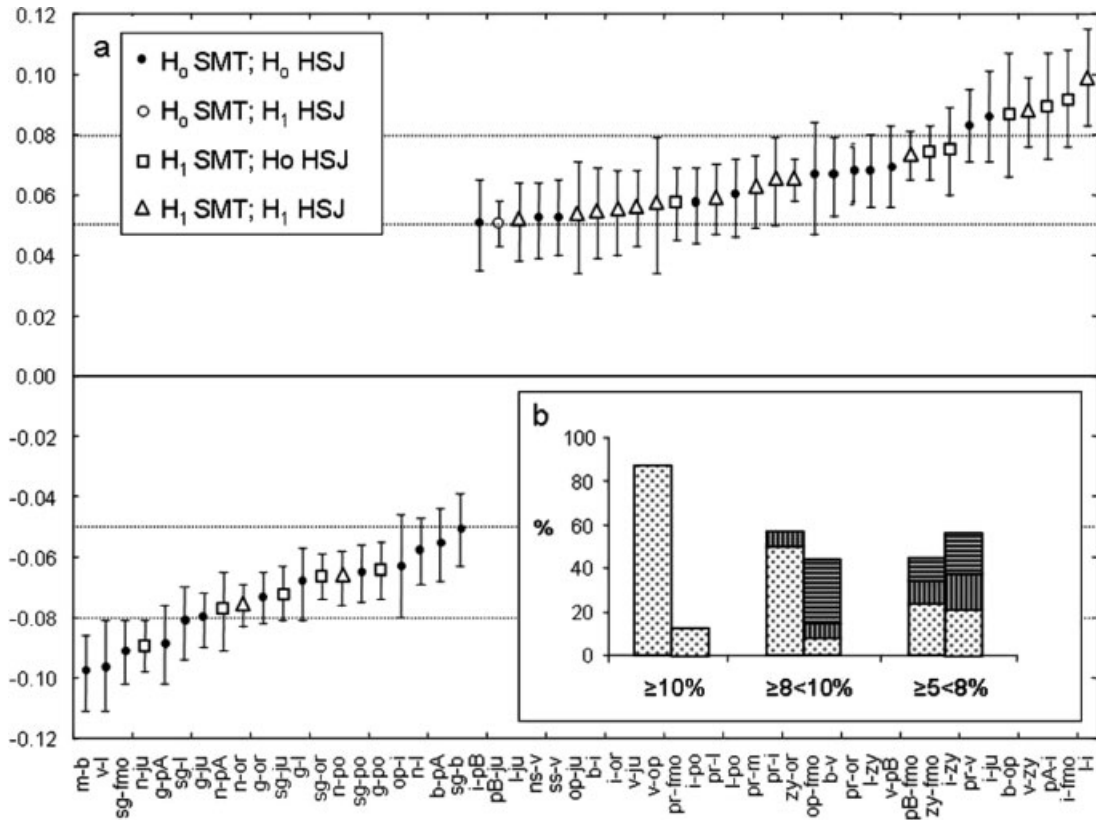 0.12
0.10
0.08
0.06
0.04
0.02
0.00
-0.02
-0.04
-0.06
-0.08
-0.10
-0.12
a
H₀ SMT; H₀ HSJ
H₀ SMT; H₁ HSJ
H₁ SMT; Ho HSJ
H₁ SMT; H₁ HSJ
b
100
80
60
40
20
0
%
≥10%
≥8<10%
≥5<8%
m-b
v-l
sg-fmo
n-ju
g-pA
sg-l
g-ju
n-pA
n-or
g-or
sg-ju
g-l
sg-or
n-po
sg-po
g-po
op-i
n-l
b-pA
sg-b
i-pB
pB-ju
l-ju
ns-v
ss-v
op-ju
b-i
i-or
v-ju
v-op
pr-fmo
i-po
pr-l
l-po
pr-m
pr-i
zy-or
op-fmo
b-v
pr-or
l-zy
v-pB
pB-fmo
zy-fmo
i-zy
pr-v
i-ju
b-op
v-zy
pA-i
i-fmo
l-i